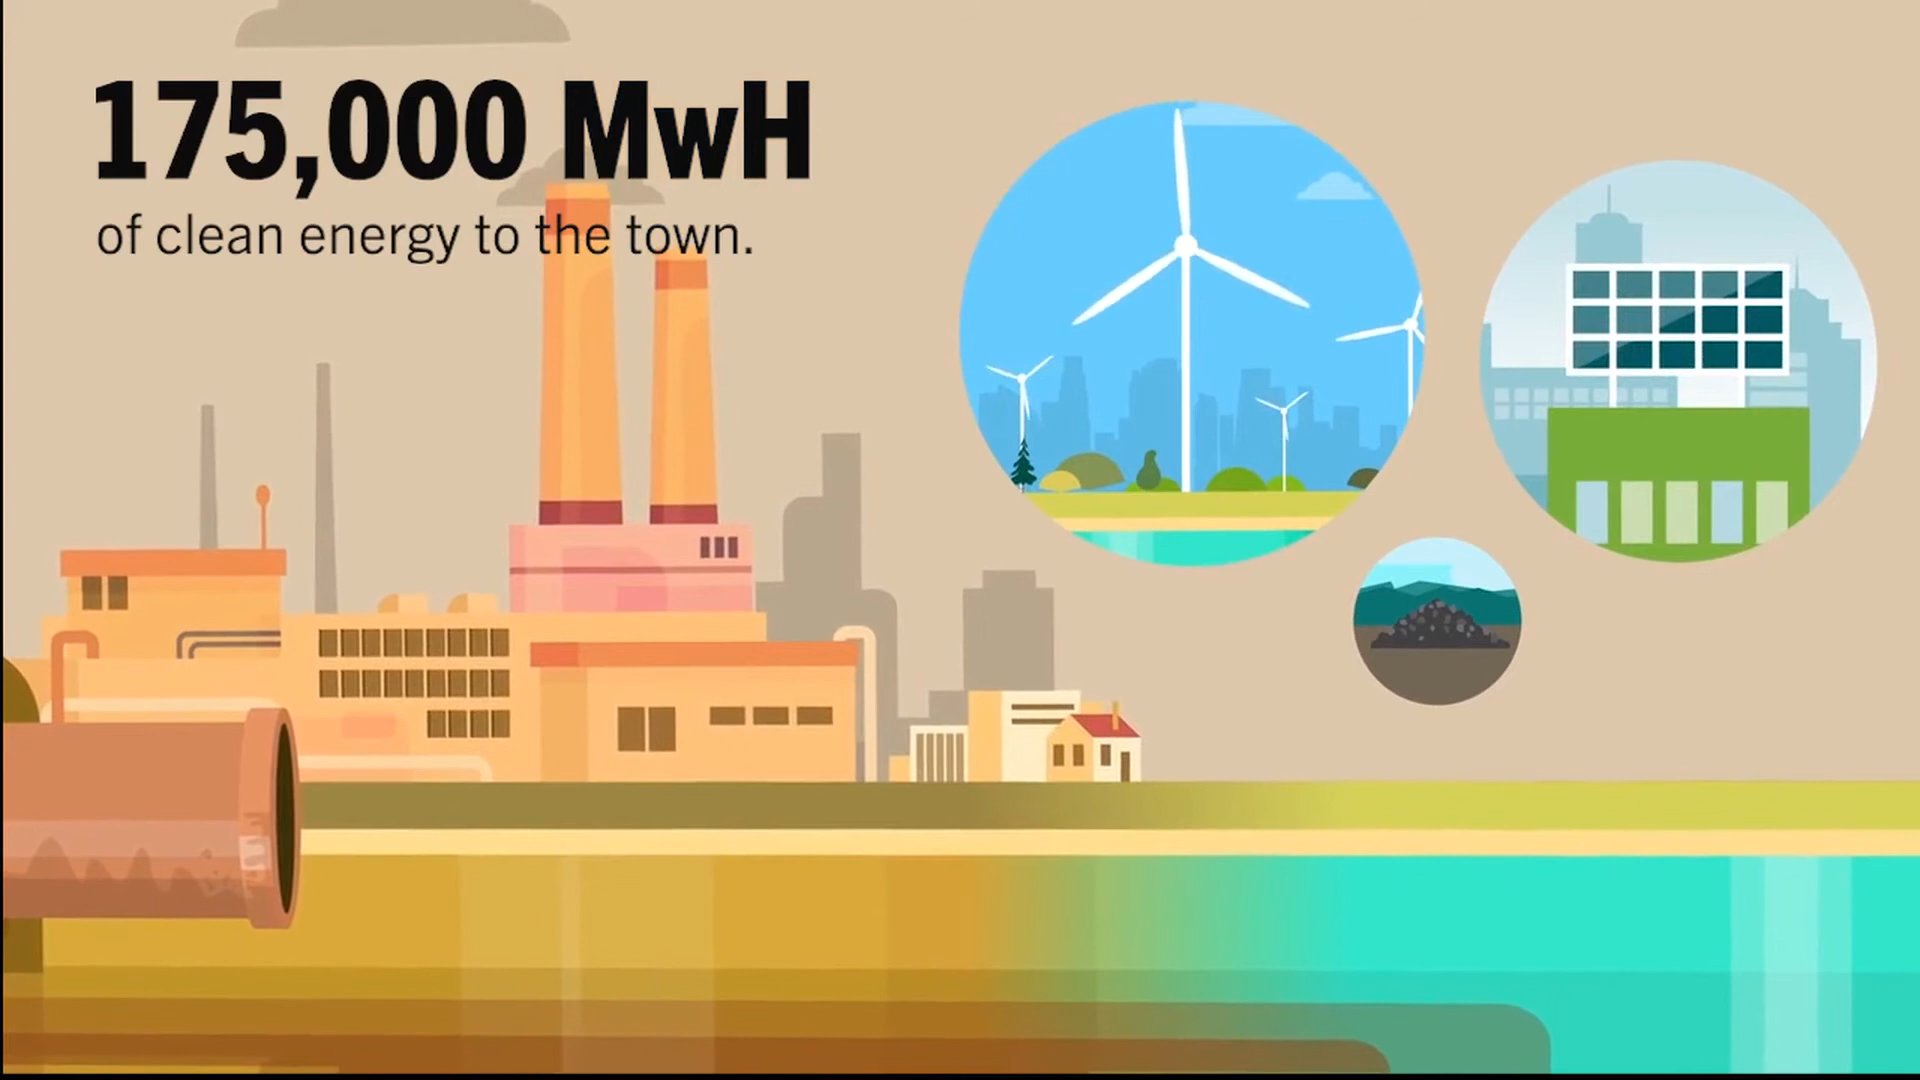 175,000 MwH
of clean energy to the town.